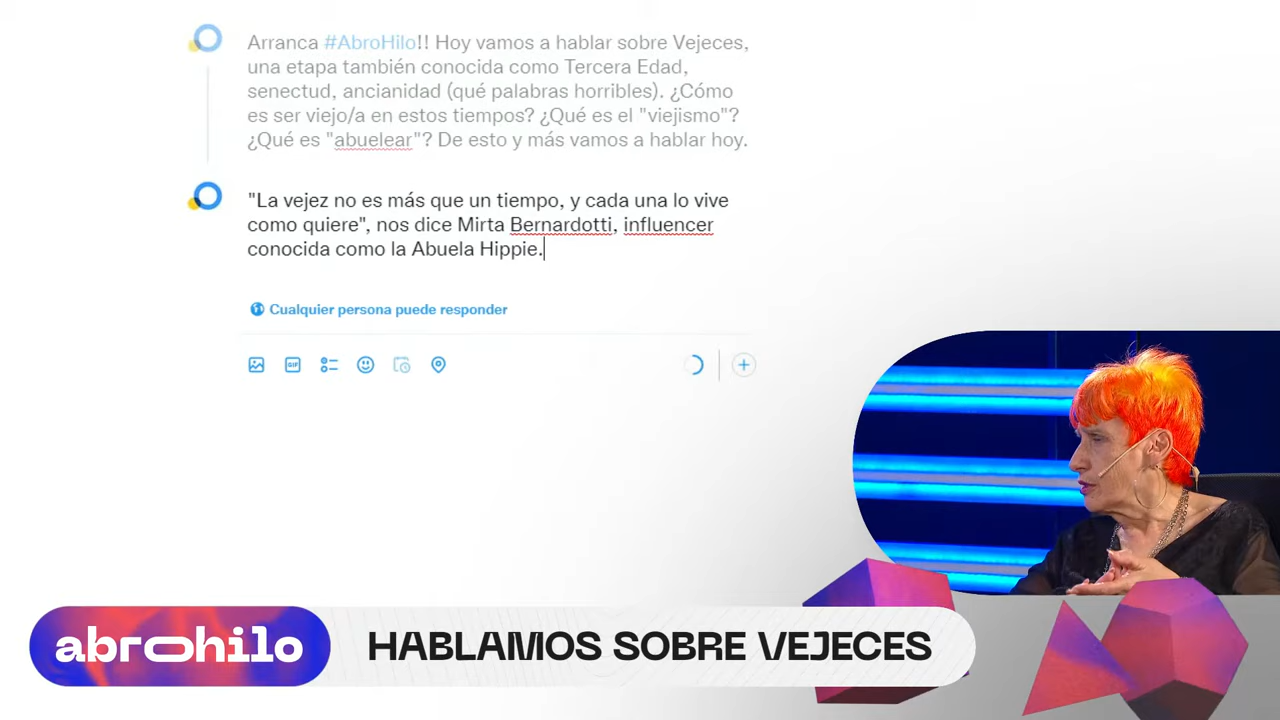 Arranca #AbroHilo!! Hoy vamos a hablar sobre Vejeces,
una etapa también conocida como Tercera Edad,
senectud, ancianidad (qué palabras horribles). ¿Cómo
es ser viejo/a en estos tiempos? ¿Qué es el "viejismo"?
¿Qué es "abuelear"? De esto y más vamos a hablar hoy.
"La vejez no es más que un tiempo, y cada una lo vive
como quiere", nos dice Mirta Bernardotti, influencer
conocida como la Abuela Hippie.
Cualquier persona puede responder
GIF
abrohilo
HABLAMOS SOBRE VEJECES